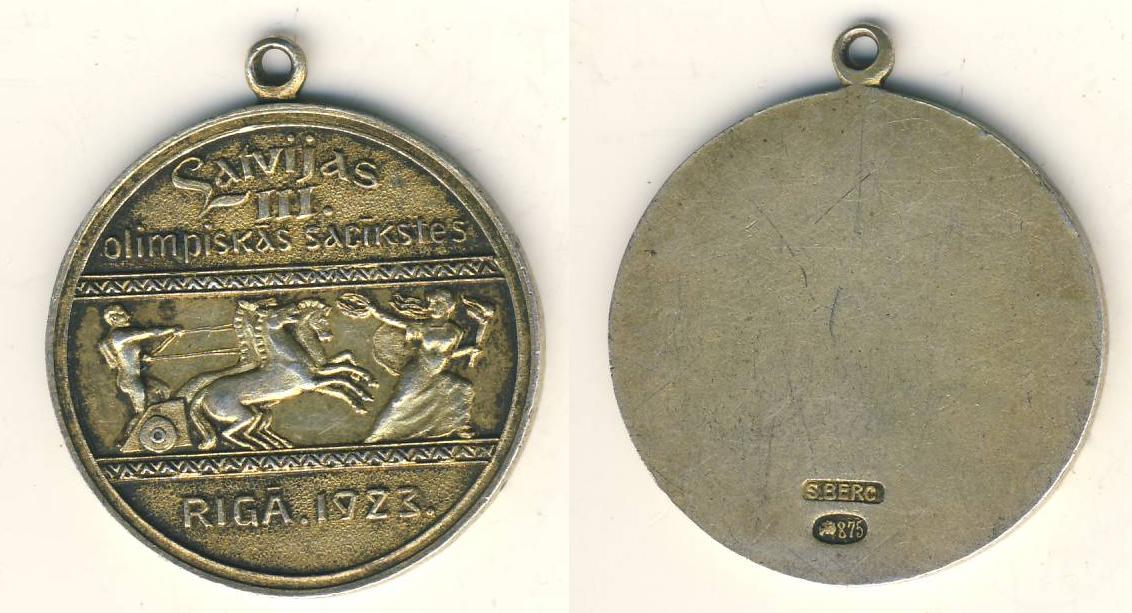 Latvijas
III.
olimpiskās sacīkstes
RIGĀ.1923.
S.BERG
875